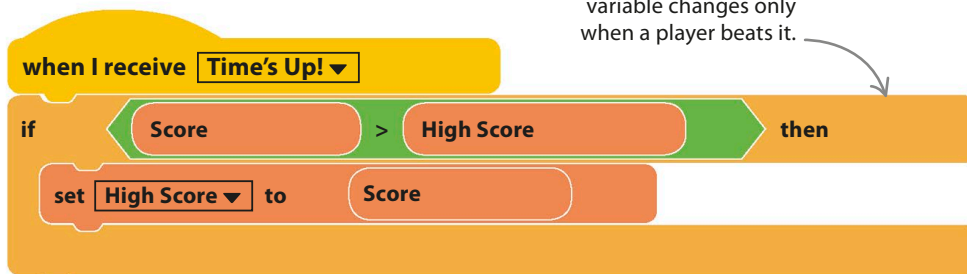 variable changes only
when a player beats it.
when I receive Time's Up!
if Score > High Score then
set High Score to Score